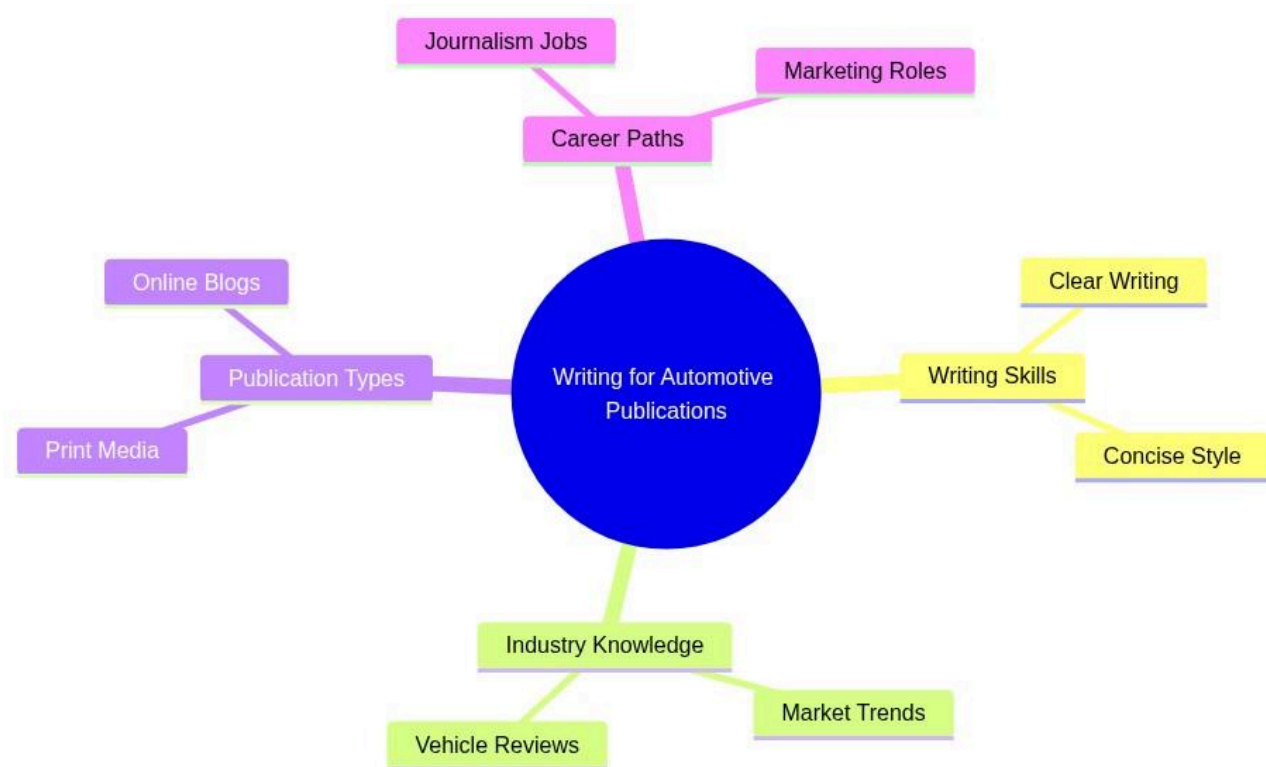 Journalism Jobs
Marketing Roles
Career Paths
Online Blogs
Clear Writing
Publication Types
Writing for Automotive
Publications
Writing Skills
Print Media
Concise Style
Industry Knowledge
Market Trends
Vehicle Reviews